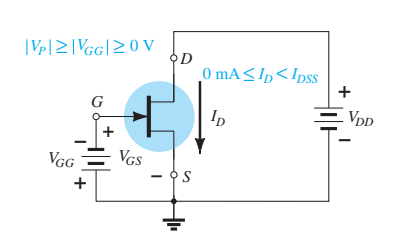 |V_P| ≥ |V_GG| ≥ 0 V
D
0 mA ≤ I_D < I_DSS
G
+
I_D
+
V_DD
−
−
+
V_GG
V_GS
+
−
S